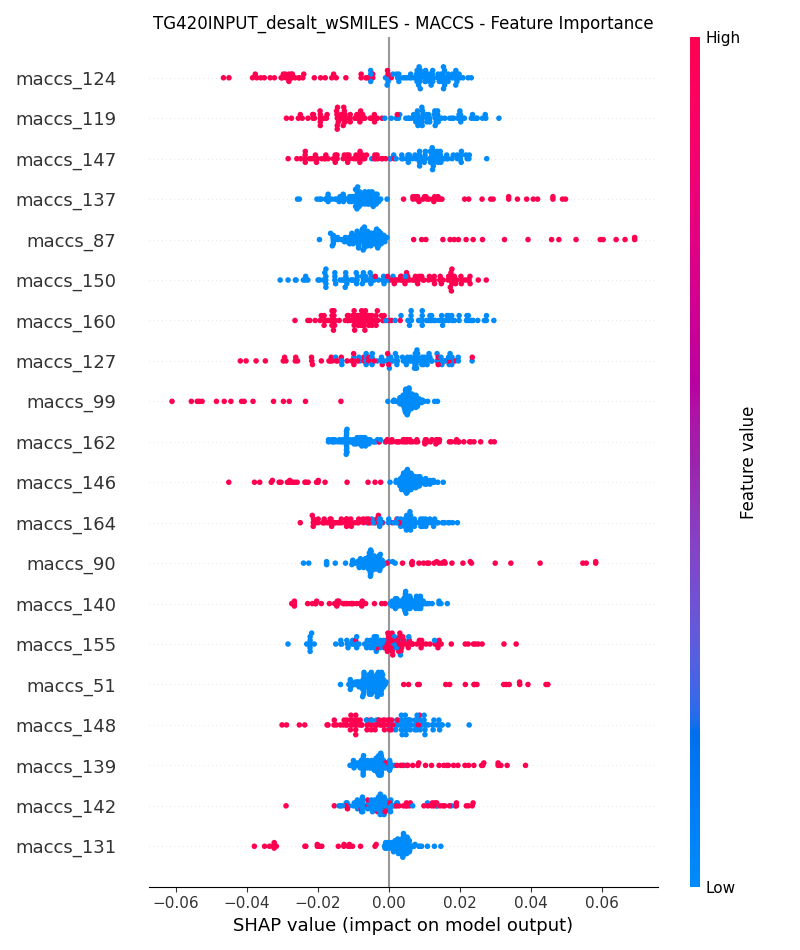 TG420INPUT_desalt_wSMILES - MACCS - Feature Importance
High
maccs_124
maccs_119
maccs_147
maccs_137
maccs_87
maccs_150
maccs_160
maccs_127
maccs_99
maccs_162
maccs_146
maccs_164
maccs_90
maccs_140
maccs_155
maccs_51
maccs_148
maccs_139
maccs_142
maccs_131
Feature value
Low
−0.06 −0.04 −0.02 0.00 0.02 0.04 0.06
SHAP value (impact on model output)